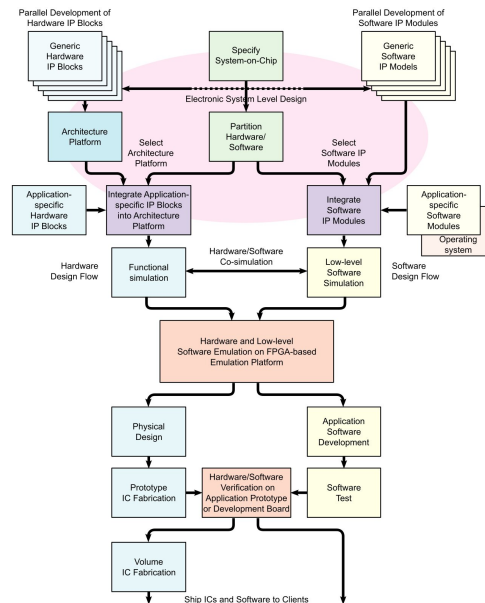 Parallel Development of
Hardware IP Blocks
Parallel Development of
Software IP Modules
Generic
Hardware
IP Blocks
Specify
System-on-Chip
Generic
Software
IP Models
Electronic System Level Design
Architecture
Platform
Select
Architecture
Platform
Partition
Hardware/
Software
Select
Software IP
Modules
Application-
specific
Hardware
IP Blocks
Integrate Application-
specific IP Blocks
into Architecture
Platform
Integrate
Software
IP Modules
Application-
specific
Software
Modules
Operating
system
Hardware
Design Flow
Functional
simulation
Hardware/Software
Co-simulation
Low-level
Software
Simulation
Software
Design Flow
Hardware and Low-level
Software Emulation on FPGA-based
Emulation Platform
Physical
Design
Application
Software
Development
Prototype
IC Fabrication
Hardware/Software
Verification on
Application Prototype
or Development Board
Software
Test
Volume
IC Fabrication
Ship ICs and Software to Clients